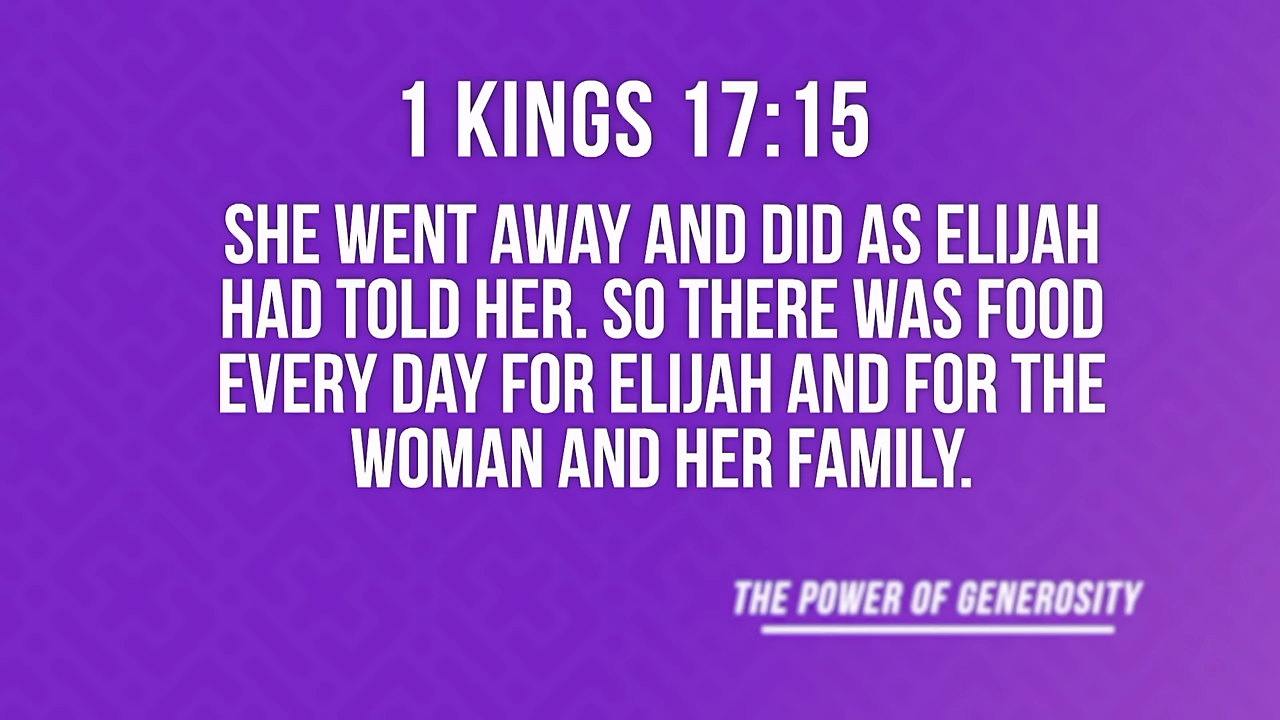 1 KINGS 17:15
SHE WENT AWAY AND DID AS ELIJAH
HAD TOLD HER. SO THERE WAS FOOD
EVERY DAY FOR ELIJAH AND FOR THE
WOMAN AND HER FAMILY.
THE POWER OF GENEROSITY